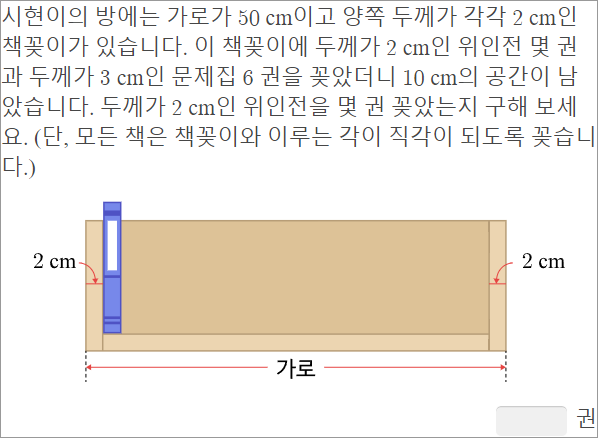 시현이의 방에는 가로가 50 cm이고 양쪽 두께가 각각 2 cm인
책꽂이가 있습니다. 이 책꽂이에 두께가 2 cm인 위인전 몇 권
과 두께가 3 cm인 문제집 6 권을 꽂았더니 10 cm의 공간이 남
았습니다. 두께가 2 cm인 위인전을 몇 권 꽂았는지 구해 보세
요. (단, 모든 책은 책꽂이와 이루는 각이 직각이 되도록 꽂습니
다.)
2 cm
2 cm
가로
권